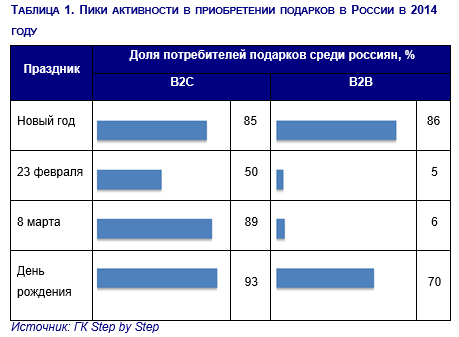 ТАБЛИЦА 1. ПИКИ АКТИВНОСТИ В ПРИОБРЕТЕНИИ ПОДАРКОВ В РОССИИ В 2014
ГОДУ
Праздник
Доля потребителей подарков среди россиян, %
B2C
B2B
Новый год 85 86
23 февраля 50 5
8 марта 89 6
День
рождения 93 70
Источник: ГК Step by Step